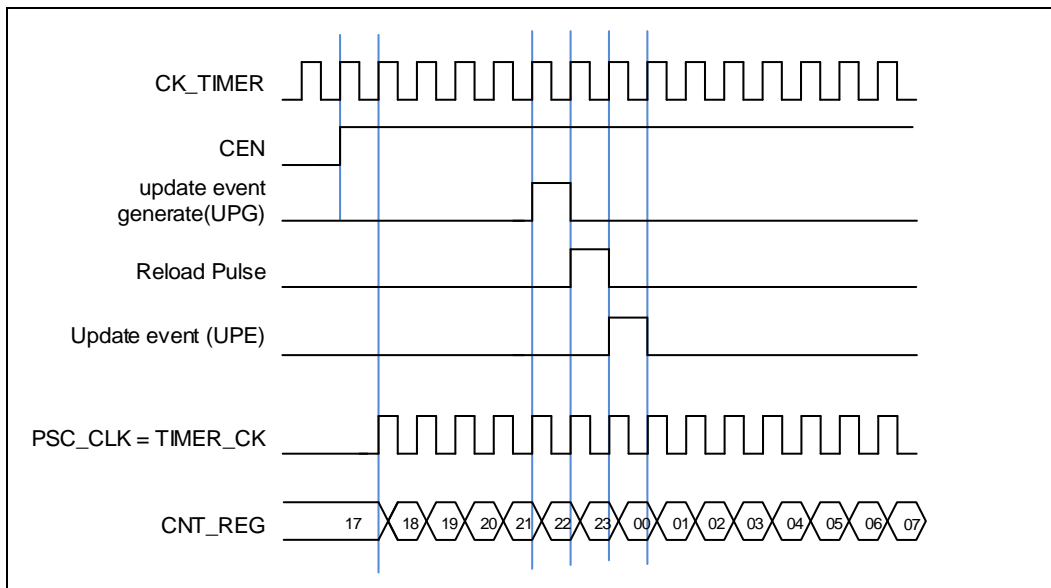 CK_TIMER
CEN
update event
generate(UPG)
Reload Pulse
Update event (UPE)
PSC_CLK = TIMER_CK
CNT_REG 17 18 19 20 21 22 23 00 01 02 03 04 05 06 07